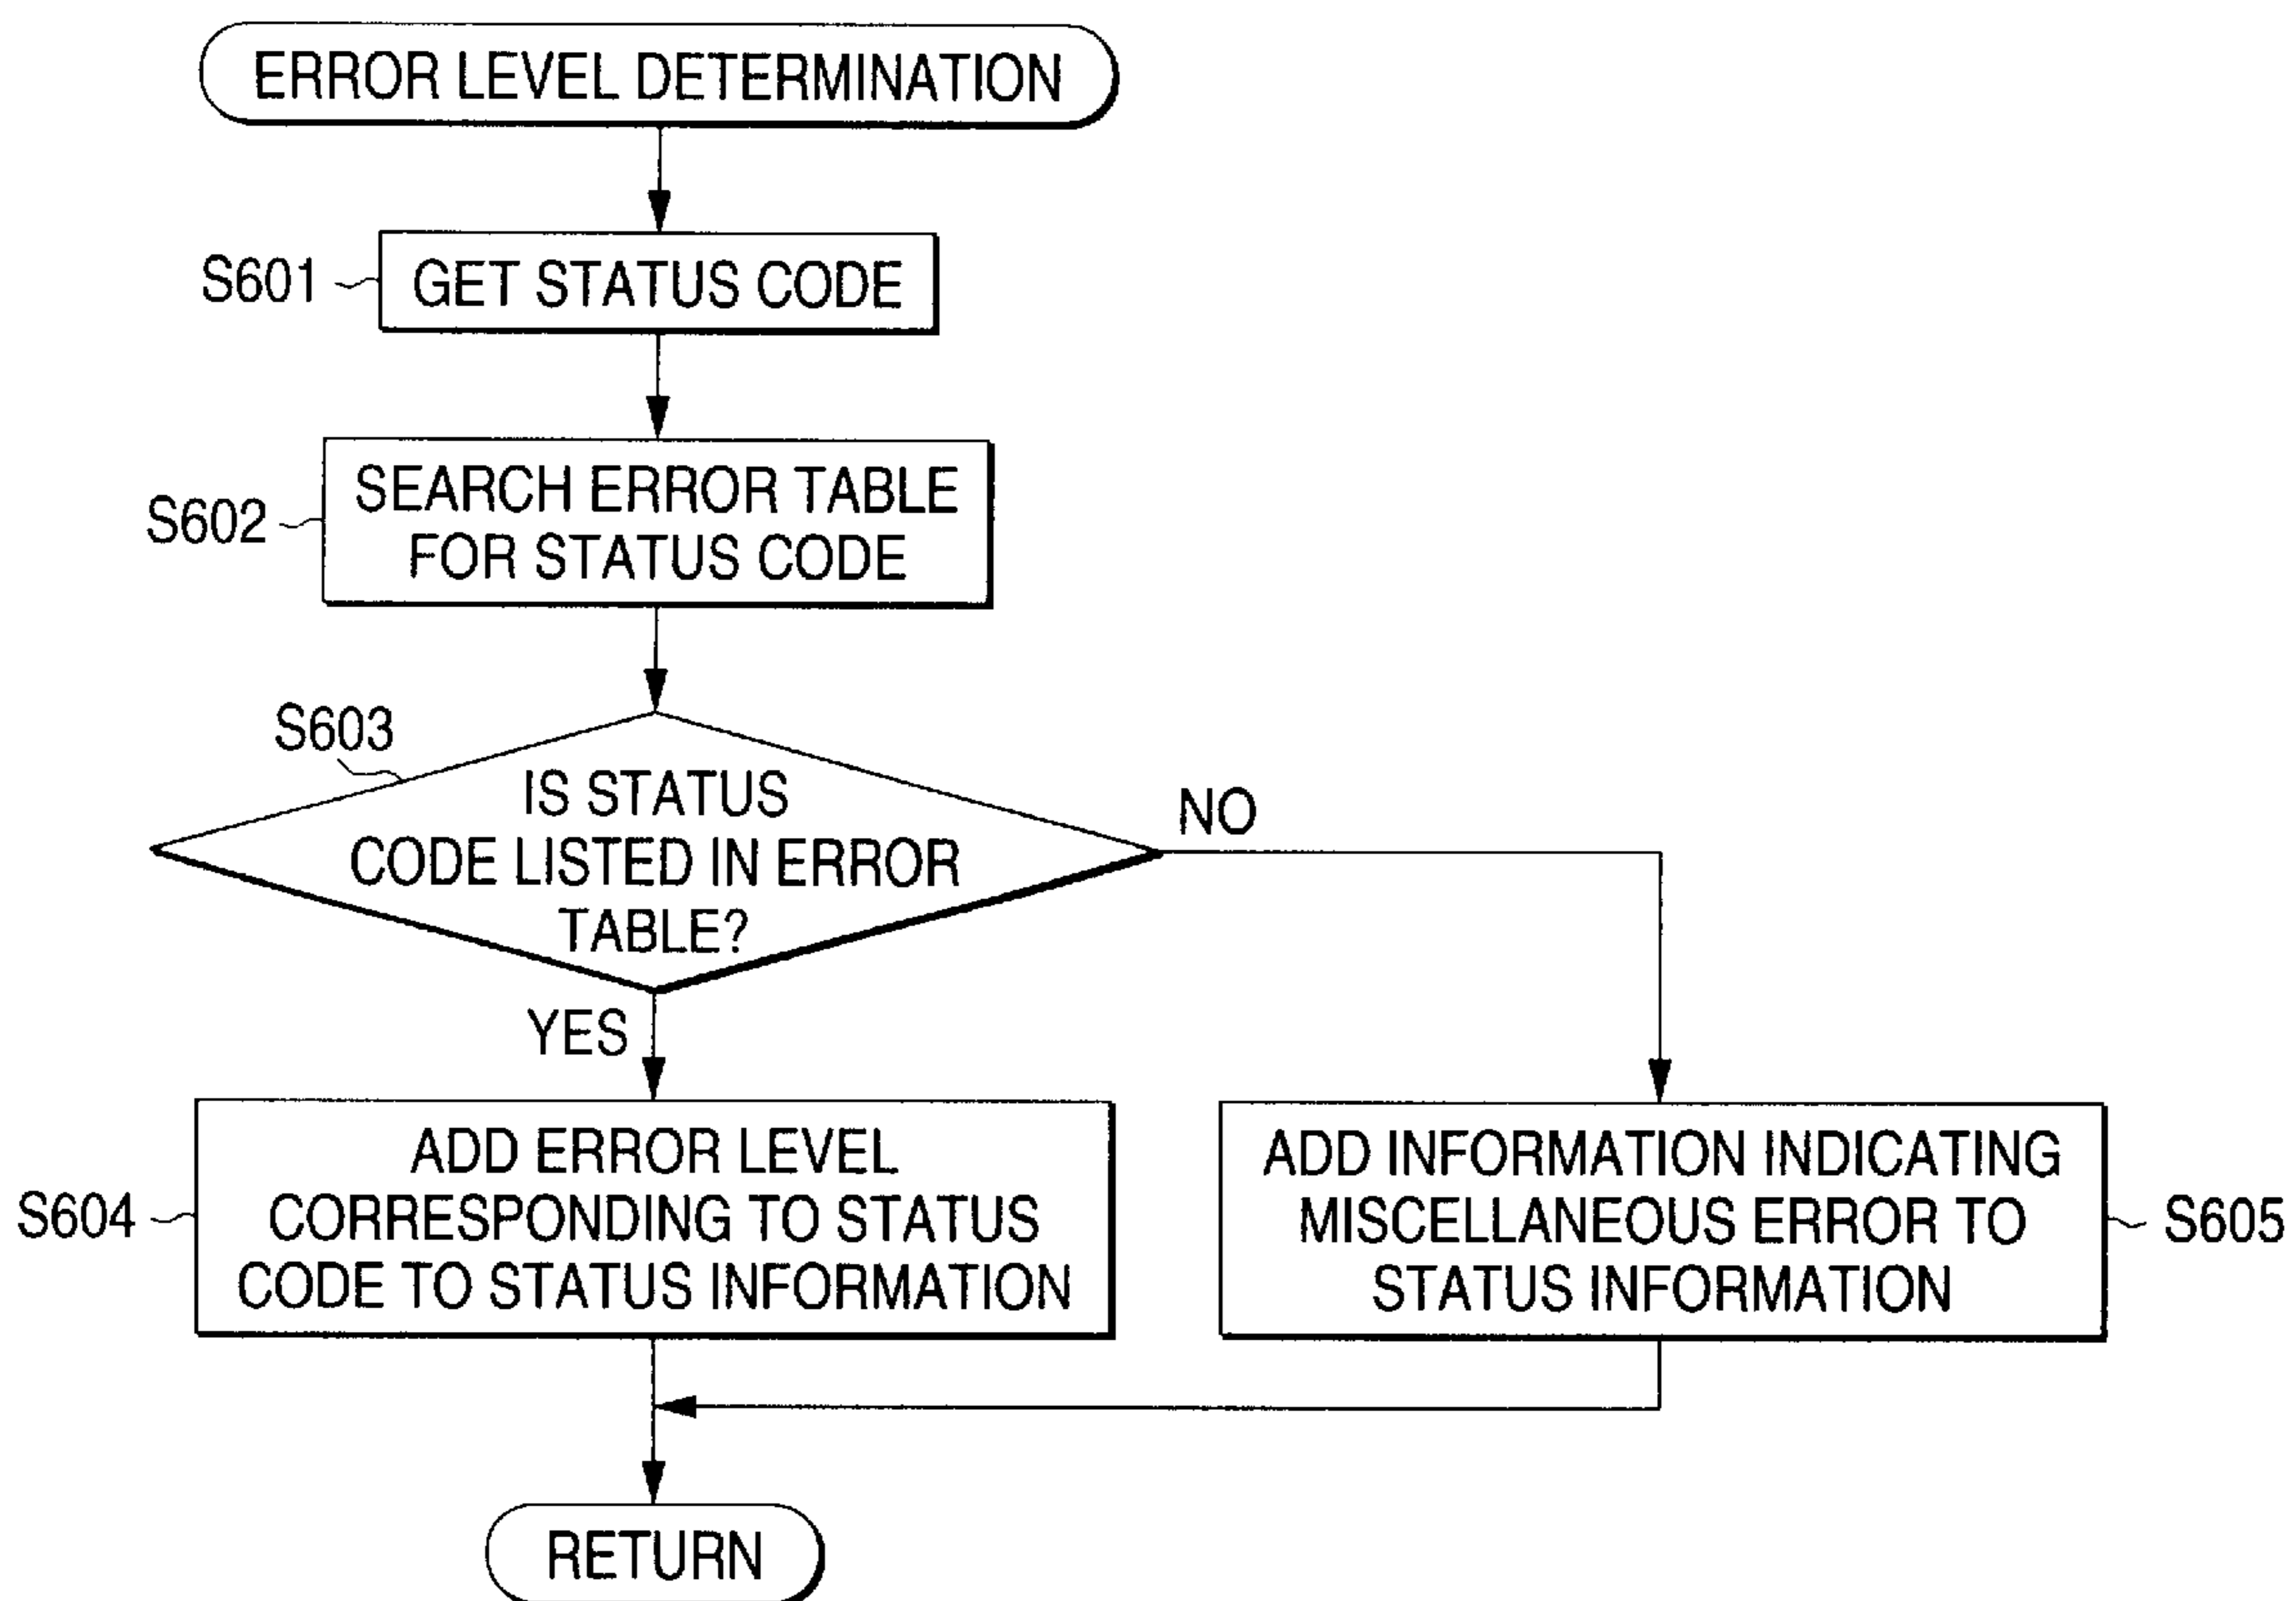 ERROR LEVEL DETERMINATION
S601
GET STATUS CODE
S602
SEARCH ERROR TABLE
FOR STATUS CODE
S603
IS STATUS
CODE LISTED IN ERROR
TABLE?
NO
YES
S604
ADD ERROR LEVEL
CORRESPONDING TO STATUS
CODE TO STATUS INFORMATION
ADD INFORMATION INDICATING
MISCELLANEOUS ERROR TO
STATUS INFORMATION
S605
RETURN